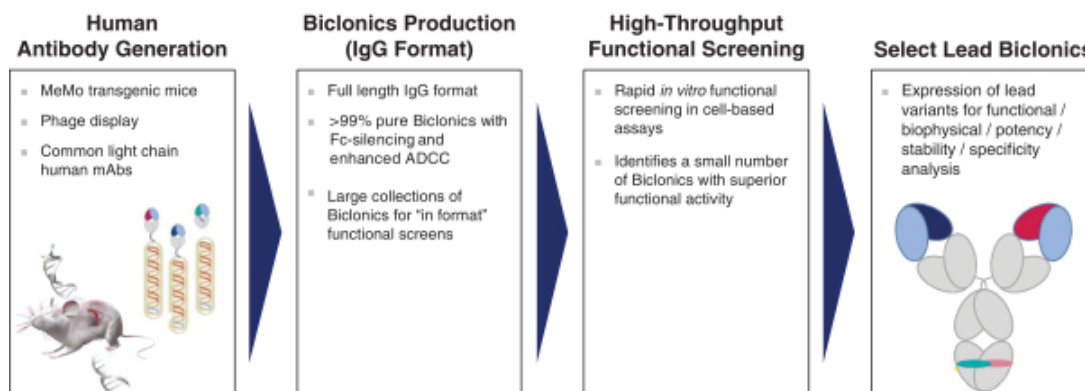 Human
Antibody Generation
MeMo transgenic mice
Phage display
Common light chain
human mAbs
Biclonics Production
(IgG Format)
Full length IgG format
>99% pure Biclonics with
Fc-silencing and
enhanced ADCC
Large collections of
Biclonics for “in format”
functional screens
High-Throughput
Functional Screening
Rapid in vitro functional
screening in cell-based
assays
Identifies a small number
of Biclonics with superior
functional activity
Select Lead Biclonics
Expression of lead
variants for functional /
biophysical / potency /
stability / specificity
analysis